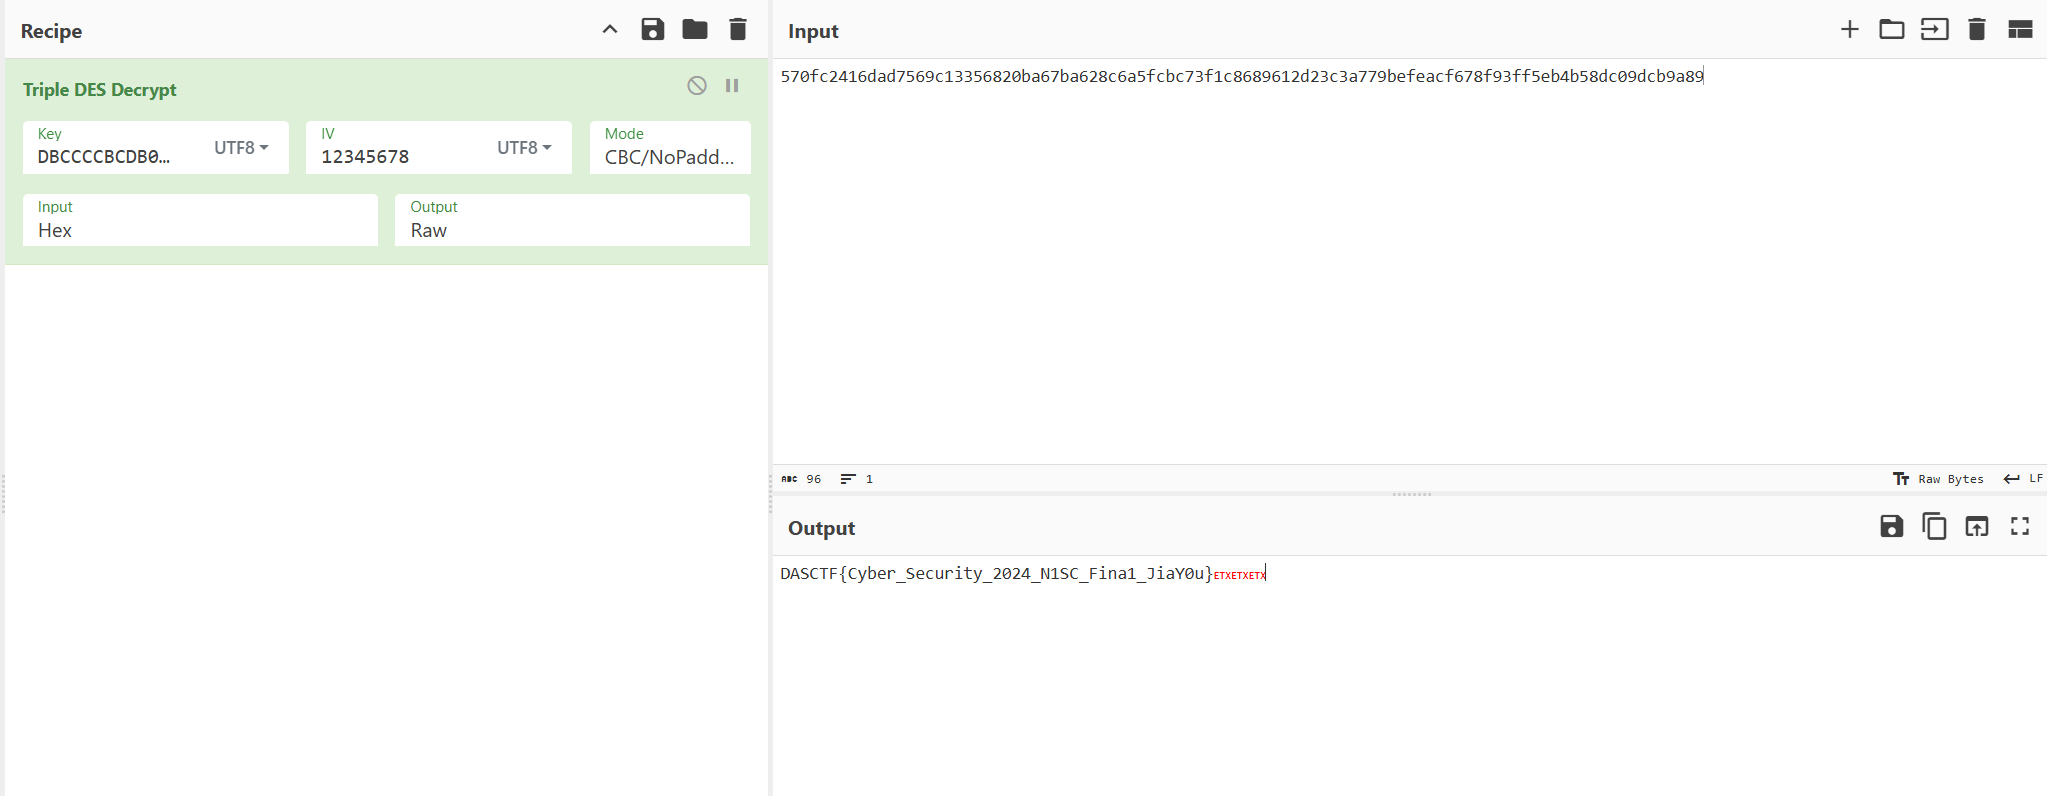 Recipe
Triple DES Decrypt
Key
DBCCCCBCDB0…
UTF8
IV
12345678
UTF8
Mode
CBC/NoPadd…
Input
Hex
Output
Raw
Input
570fc2416dad7569c13356820ba67ba628c6a5fcbc73f1c8689612d23c3a779befeacf678f93ff5eb4b58dc09dcb9a89
ABC 96
1
Tт Raw Bytes
LF
Output
DASCTF{Cyber_Security_2024_N1SC_Fina1_JiaY0u}ETXETXETX